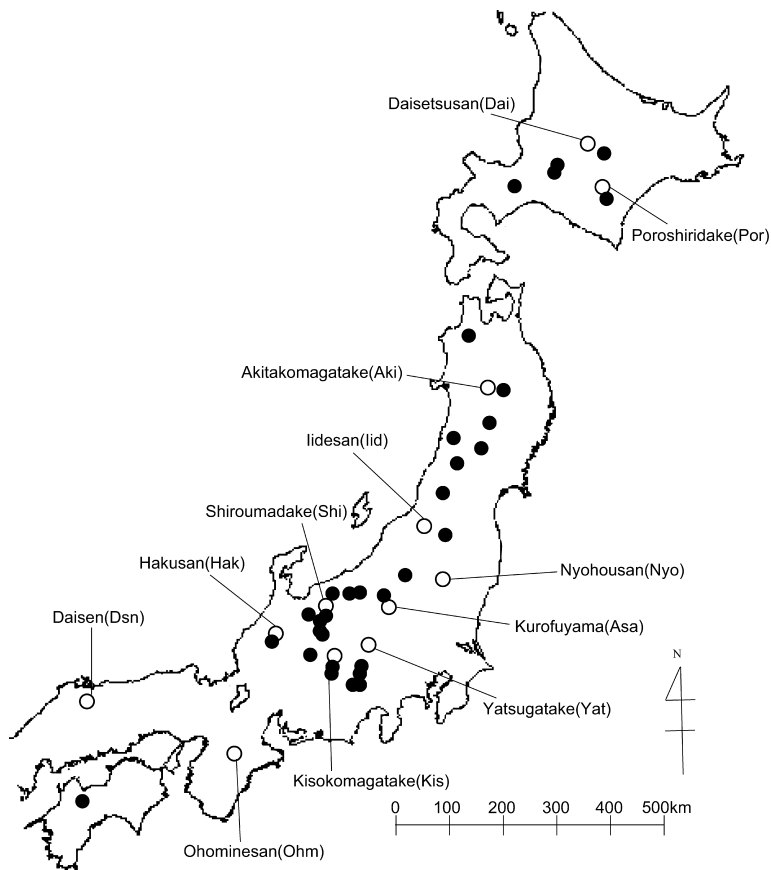 Daisetsusan(Dai)
Poroshiridake(Por)
Akitakomagatake(Aki)
Iidesan(Iid)
Shiroumadake(Shi)
Hakusan(Hak)
Nyohousan(Nyo)
Daisen(Dsn)
Kurofuyama(Asa)
N
Yatsugatake(Yat)
Kisokomagatake(Kis)
0 100 200 300 400 500km
Ohominesan(Ohm)